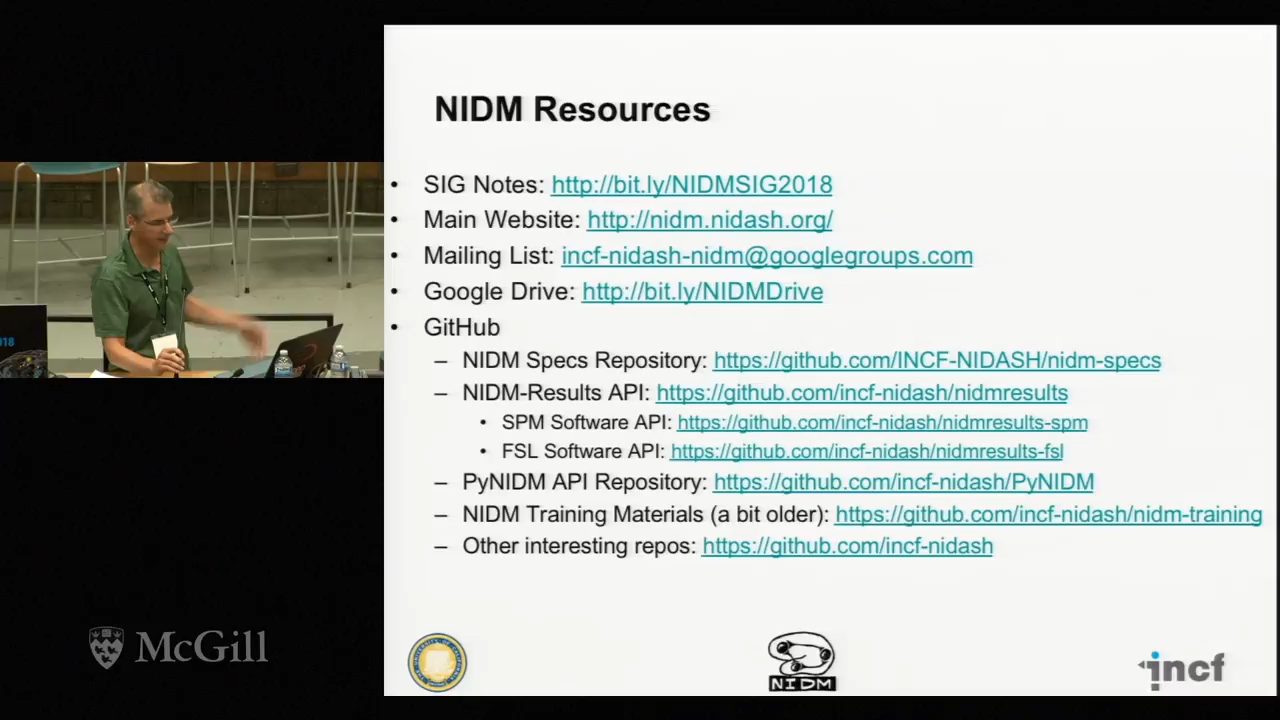 NIDM Resources
• SIG Notes: http://bit.ly/NIDMSIG2018
• Main Website: http://nidm.nidash.org/
• Mailing List: incf-nidash-nidm@googlegroups.com
• Google Drive: http://bit.ly/NIDMDrive
• GitHub
– NIDM Specs Repository: https://github.com/INCF-NIDASH/nidm-specs
– NIDM-Results API: https://github.com/incf-nidash/nidmresults
• SPM Software API: https://github.com/incf-nidash/nidmresults-spm
• FSL Software API: https://github.com/incf-nidash/nidmresults-fsl
– PyNIDM API Repository: https://github.com/incf-nidash/PyNIDM
– NIDM Training Materials (a bit older): https://github.com/incf-nidash/nidm-training
– Other interesting repos: https://github.com/incf-nidash
018
McGill
NIDM
incf